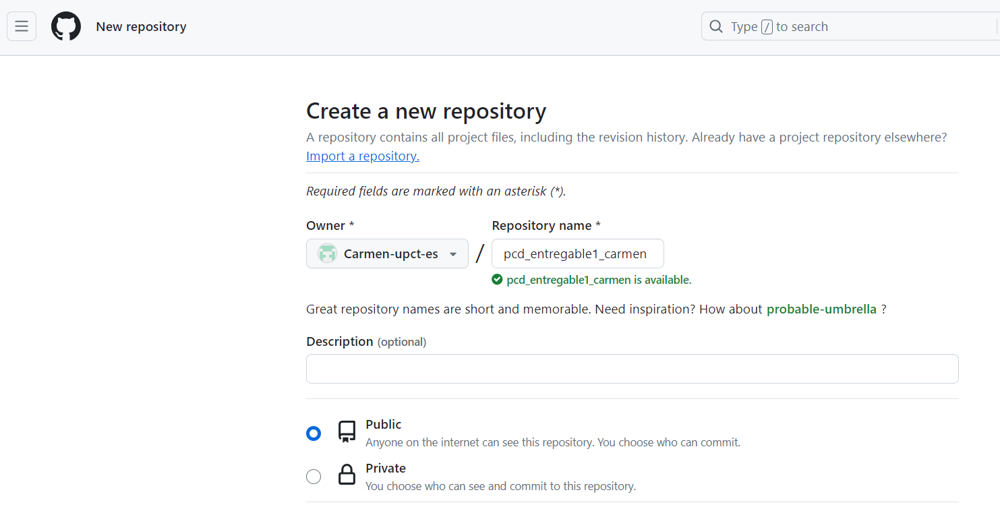 New repository
Type / to search
Create a new repository
A repository contains all project files, including the revision history. Already have a project repository elsewhere?
Import a repository.
Required fields are marked with an asterisk (*).
Owner * Repository name *
Carmen-upct-es / pcd_entregable1_carmen
pcd_entregable1_carmen is available.
Great repository names are short and memorable. Need inspiration? How about probable-umbrella ?
Description (optional)
Public
Anyone on the internet can see this repository. You choose who can commit.
Private
You choose who can see and commit to this repository.